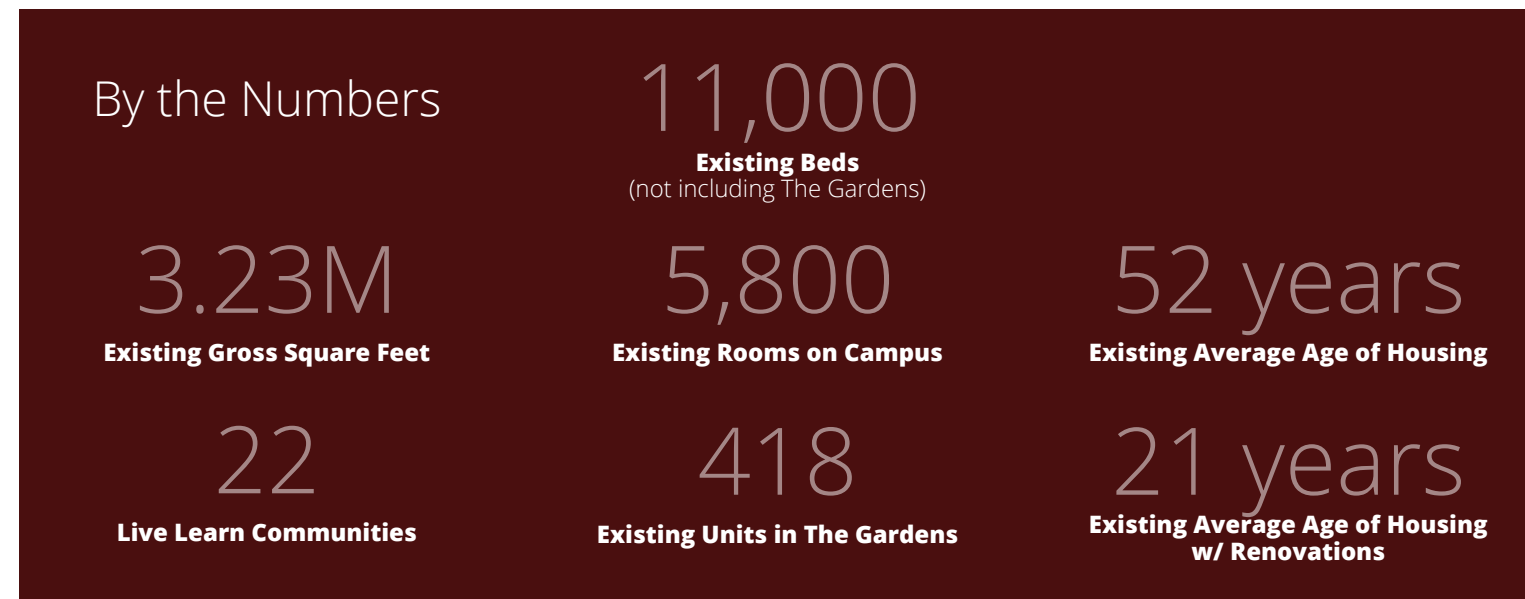 By the Numbers
11,000
Existing Beds
(not including The Gardens)
3.23M
Existing Gross Square Feet
5,800
Existing Rooms on Campus
52 years
Existing Average Age of Housing
22
Live Learn Communities
418
Existing Units in The Gardens
21 years
Existing Average Age of Housing
w/ Renovations